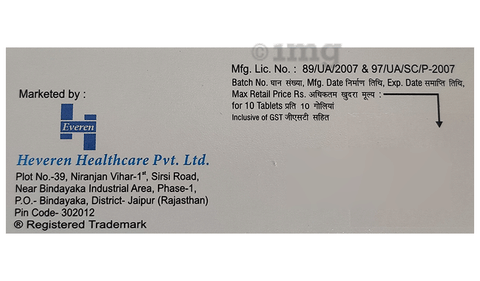 ©1mg
Mfg. Lic. No. : 89/UA/2007 & 97/UA/SC/P-2007
Batch No. घान संख्या, Mfg. Date निर्माण तिथि, Exp. Date समाप्ति तिथि,
Max Retail Price Rs. अधिकतम खुदरा मूल्य :
for 10 Tablets प्रति 10 गोलियां
Inclusive of GST जीएसटी सहित
Marketed by :
Everen
Heveren Healthcare Pvt. Ltd.
Plot No.-39, Niranjan Vihar-1st, Sirsi Road,
Near Bindayaka Industrial Area, Phase-1,
P.O.- Bindayaka, District- Jaipur (Rajasthan)
Pin Code- 302012
® Registered Trademark